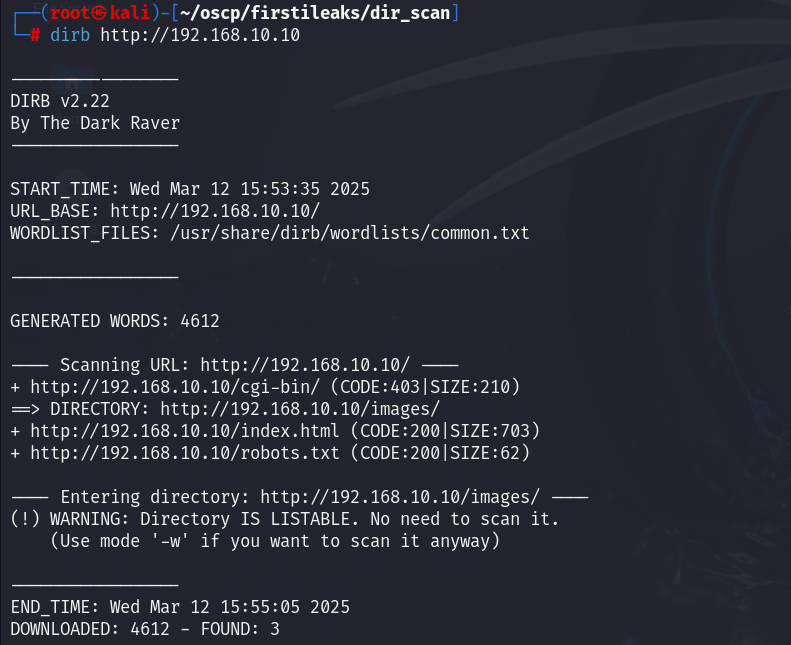 ┌──(root㉿kali)-[~/oscp/firstileaks/dir_scan]
└─# dirb http://192.168.10.10
-----------------
DIRB v2.22
By The Dark Raver
-----------------
START_TIME: Wed Mar 12 15:53:35 2025
URL_BASE: http://192.168.10.10/
WORDLIST_FILES: /usr/share/dirb/wordlists/common.txt
-----------------
GENERATED WORDS: 4612
---- Scanning URL: http://192.168.10.10/ ----
+ http://192.168.10.10/cgi-bin/ (CODE:403|SIZE:210)
==> DIRECTORY: http://192.168.10.10/images/
+ http://192.168.10.10/index.html (CODE:200|SIZE:703)
+ http://192.168.10.10/robots.txt (CODE:200|SIZE:62)
---- Entering directory: http://192.168.10.10/images/ ----
(!) WARNING: Directory IS LISTABLE. No need to scan it.
    (Use mode '-w' if you want to scan it anyway)
-----------------
END_TIME: Wed Mar 12 15:55:05 2025
DOWNLOADED: 4612 - FOUND: 3